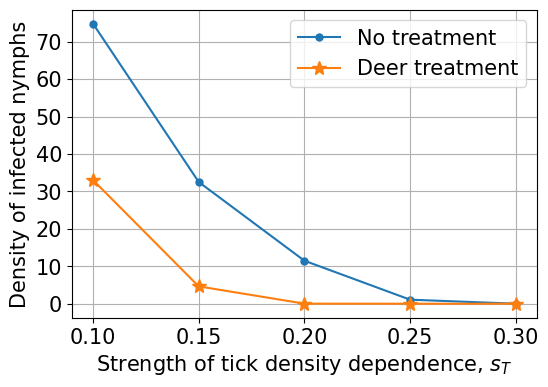 No treatment
Deer treatment
Density of infected nymphs
70
60
50
40
30
20
10
0
0.10 0.15 0.20 0.25 0.30
Strength of tick density dependence, s_T